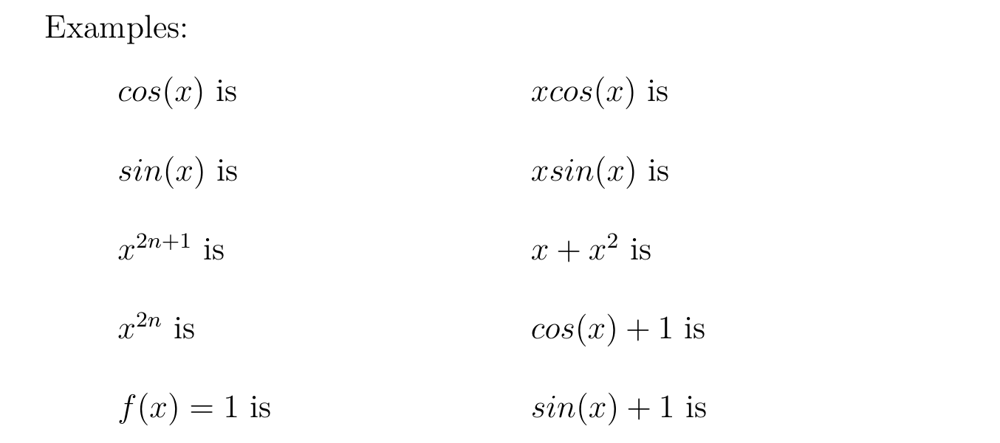 Examples:
cos(x) is
xcos(x) is
sin(x) is
xsin(x) is
x^{2n+1} is
x + x^2 is
x^{2n} is
cos(x) + 1 is
f(x) = 1 is
sin(x) + 1 is